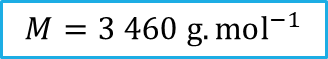 M = 3 460 g. mol⁻¹